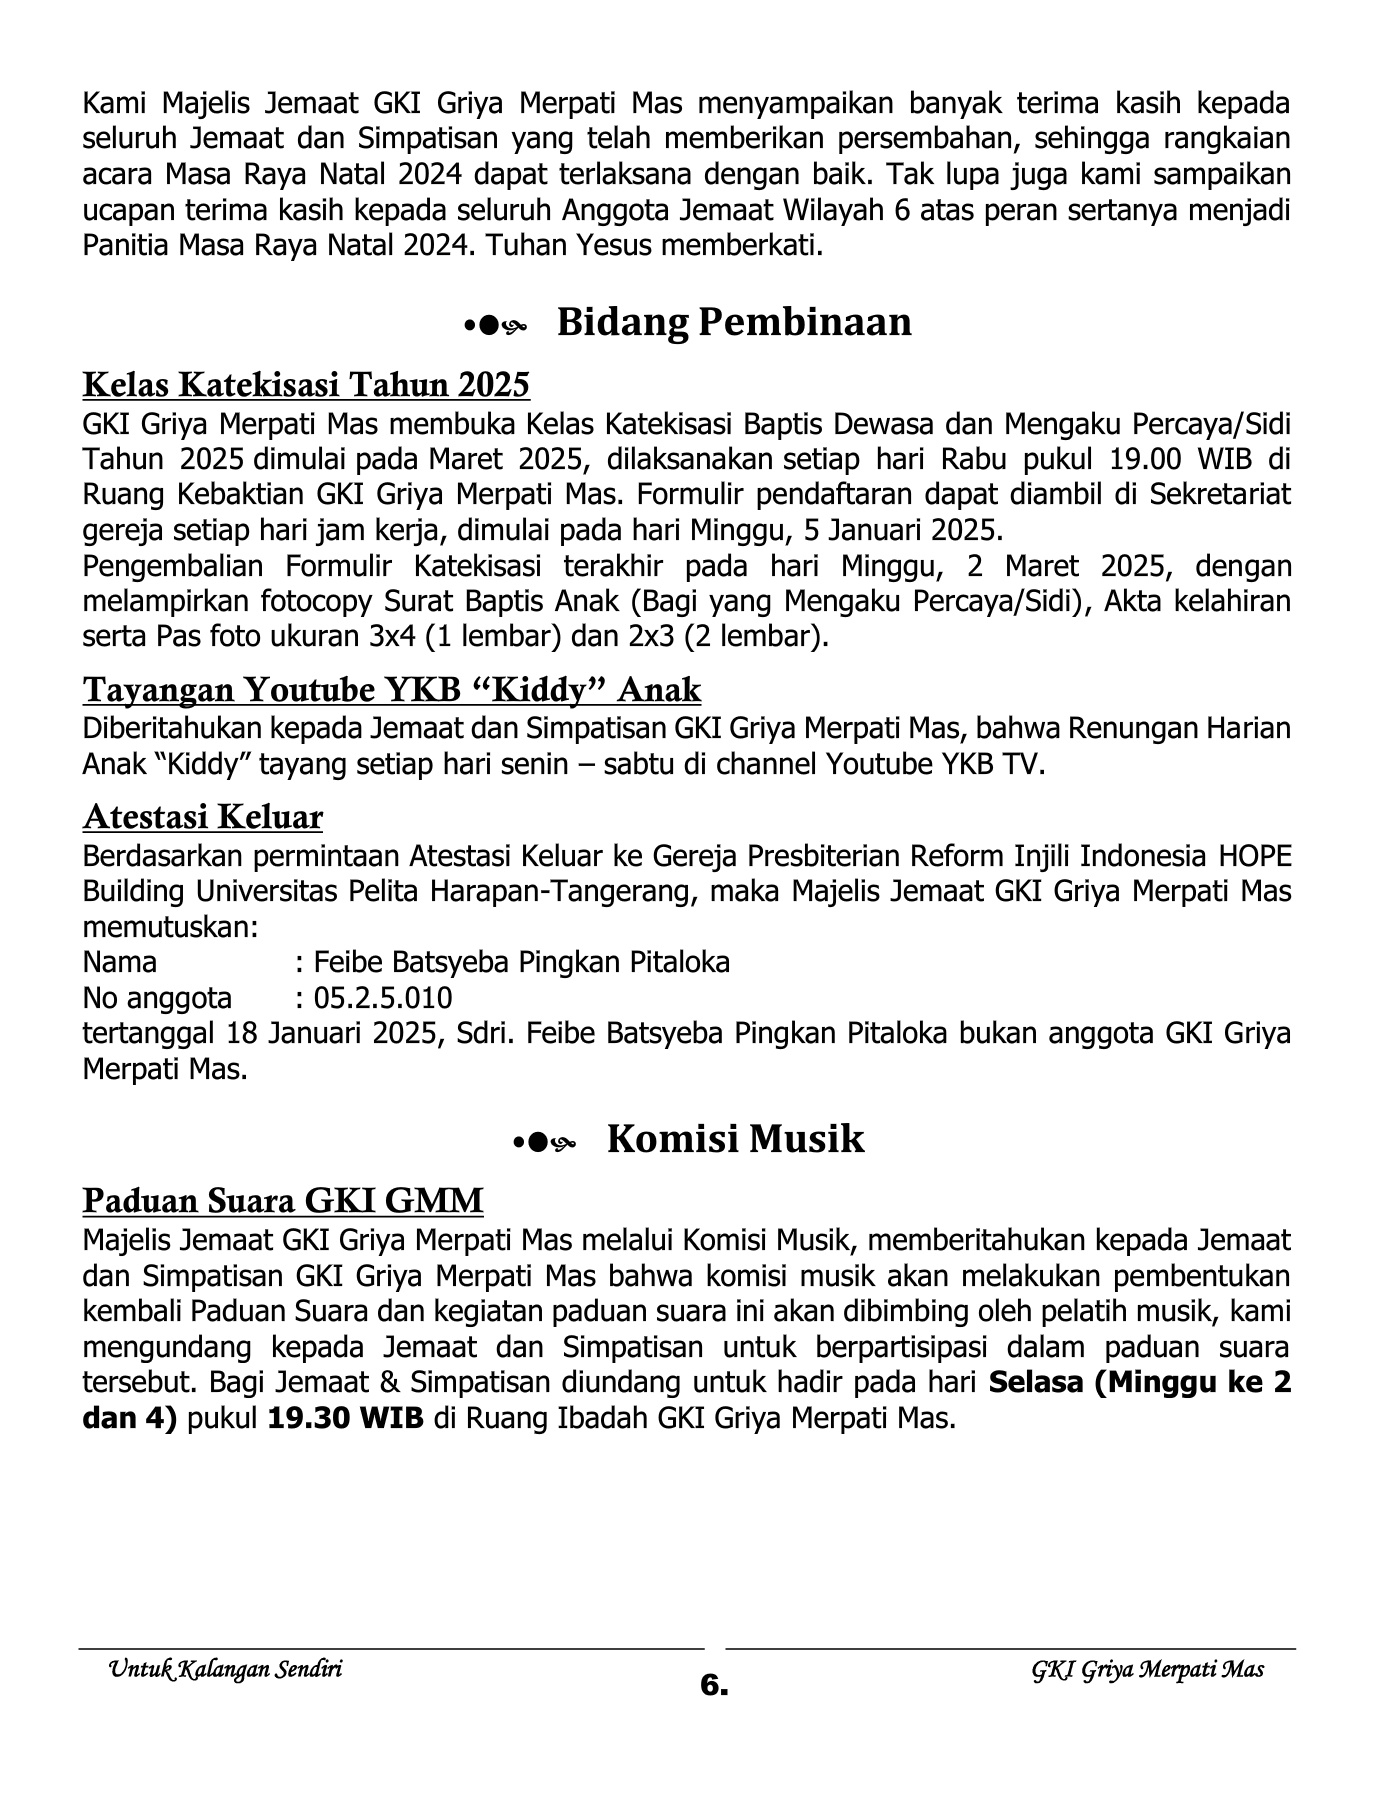 Kami Majelis Jemaat GKI Griya Merpati Mas menyampaikan banyak terima kasih kepada
seluruh Jemaat dan Simpatisan yang telah memberikan persembahan, sehingga rangkaian
acara Masa Raya Natal 2024 dapat terlaksana dengan baik. Tak lupa juga kami sampaikan
ucapan terima kasih kepada seluruh Anggota Jemaat Wilayah 6 atas peran sertanya menjadi
Panitia Masa Raya Natal 2024. Tuhan Yesus memberkati.
Bidang Pembinaan
Kelas Katekisasi Tahun 2025
GKI Griya Merpati Mas membuka Kelas Katekisasi Baptis Dewasa dan Mengaku Percaya/Sidi
Tahun 2025 dimulai pada Maret 2025, dilaksanakan setiap hari Rabu pukul 19.00 WIB di
Ruang Kebaktian GKI Griya Merpati Mas. Formulir pendaftaran dapat diambil di Sekretariat
gereja setiap hari jam kerja, dimulai pada hari Minggu, 5 Januari 2025.
Pengembalian Formulir Katekisasi terakhir pada hari Minggu, 2 Maret 2025, dengan
melampirkan fotocopy Surat Baptis Anak (Bagi yang Mengaku Percaya/Sidi), Akta kelahiran
serta Pas foto ukuran 3x4 (1 lembar) dan 2x3 (2 lembar).
Tayangan Youtube YKB “Kiddy” Anak
Diberitahukan kepada Jemaat dan Simpatisan GKI Griya Merpati Mas, bahwa Renungan Harian
Anak “Kiddy” tayang setiap hari senin – sabtu di channel Youtube YKB TV.
Atestasi Keluar
Berdasarkan permintaan Atestasi Keluar ke Gereja Presbiterian Reform Injili Indonesia HOPE
Building Universitas Pelita Harapan-Tangerang, maka Majelis Jemaat GKI Griya Merpati Mas
memutuskan:
Nama : Feibe Batsyeba Pingkan Pitaloka
No anggota : 05.2.5.010
tertanggal 18 Januari 2025, Sdri. Feibe Batsyeba Pingkan Pitaloka bukan anggota GKI Griya
Merpati Mas.
Komisi Musik
Paduan Suara GKI GMM
Majelis Jemaat GKI Griya Merpati Mas melalui Komisi Musik, memberitahukan kepada Jemaat
dan Simpatisan GKI Griya Merpati Mas bahwa komisi musik akan melakukan pembentukan
kembali Paduan Suara dan kegiatan paduan suara ini akan dibimbing oleh pelatih musik, kami
mengundang kepada Jemaat dan Simpatisan untuk berpartisipasi dalam paduan suara
tersebut. Bagi Jemaat & Simpatisan diundang untuk hadir pada hari Selasa (Minggu ke 2
dan 4) pukul 19.30 WIB di Ruang Ibadah GKI Griya Merpati Mas.
Untuk Kalangan Sendiri
6.
GKI Griya Merpati Mas